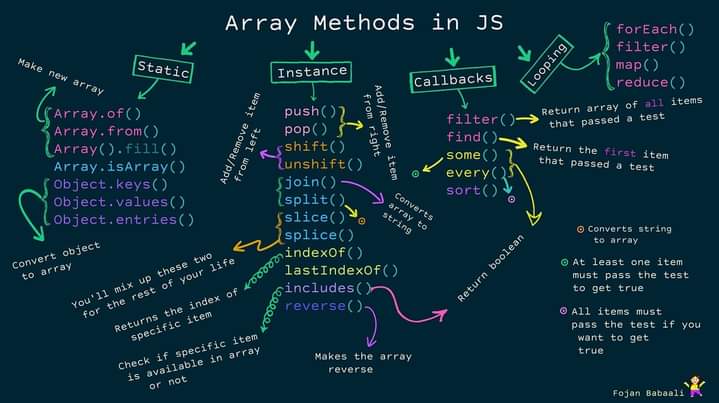 Array Methods in JS
Static
Make new array
Array.of()
Array.from()
Array().fill()
Array.isArray()
Object.keys()
Object.values()
Object.entries()
Convert object
to array
Instance
push()
pop()
shift()
unshift()
join()
split()
slice()
splice()
indexOf()
lastIndexOf()
includes()
reverse()
Add/Remove item
from left
Add/Remove item
from right
Converts
array to
string
You'll mix up these two
for the rest of your life
Returns the index of
specific item
Check if specific item
is available in array
or not
Makes the array
reverse
Callbacks
filter()
find()
some()
every()
sort()
Return array of all items
that passed a test
Return the first item
that passed a test
Return boolean
Looping
forEach()
filter()
map()
reduce()
Converts string
to array
At least one item
must pass the test
to get true
All items must
pass the test if you
want to get
true
Fojan Babaali